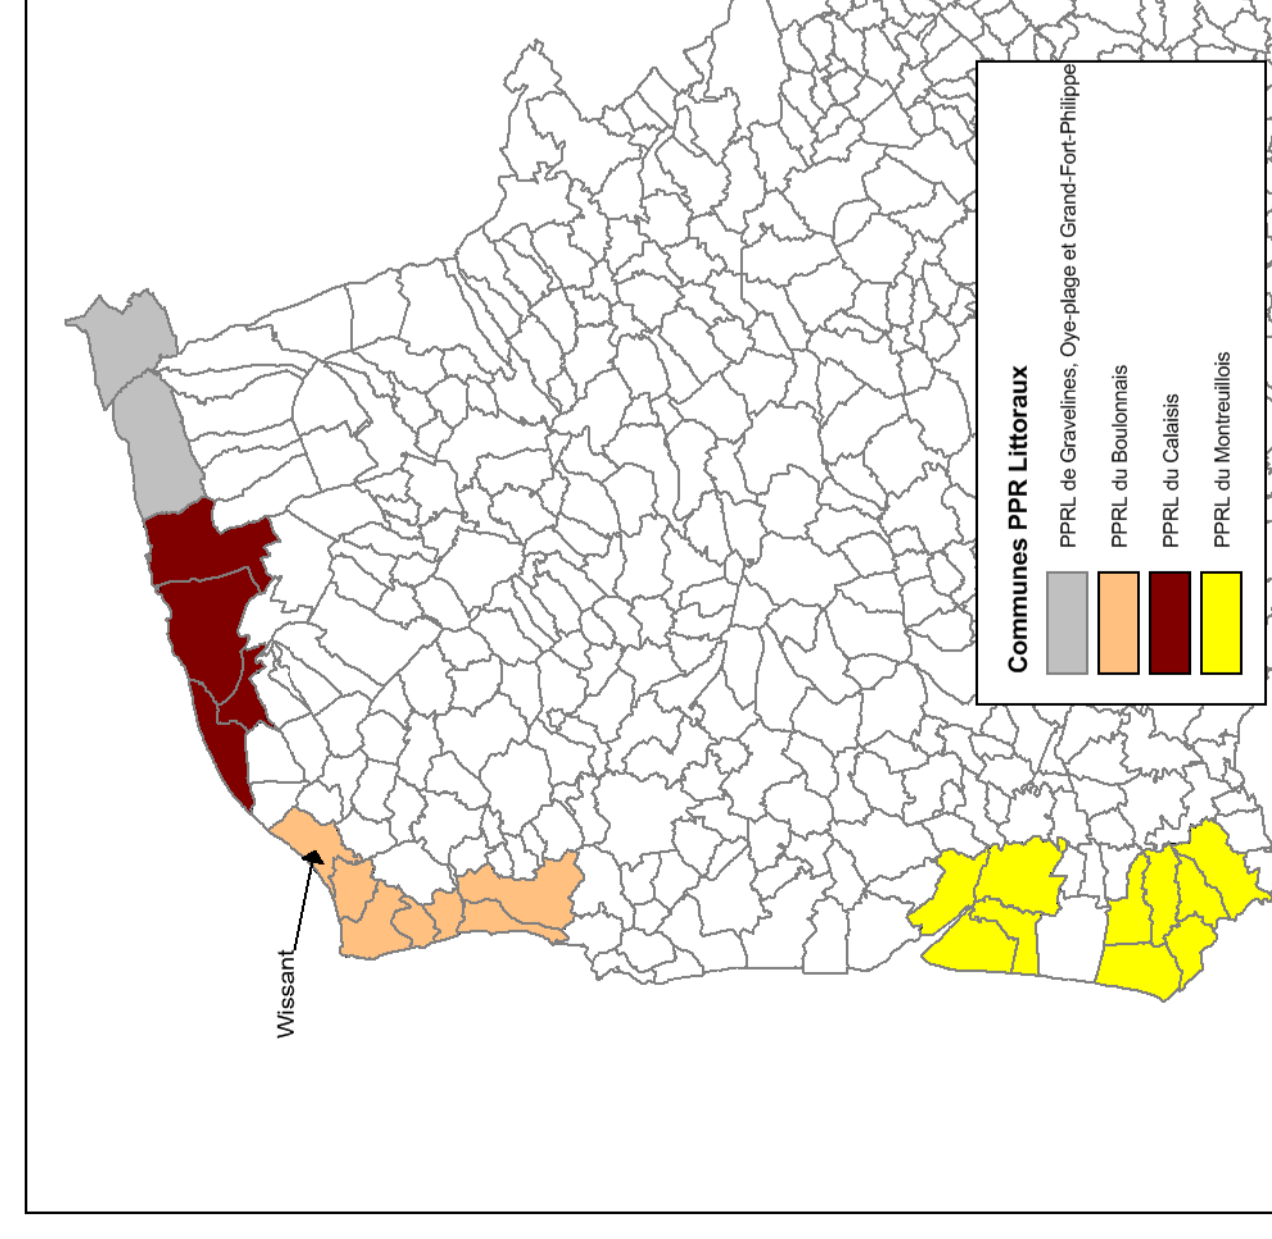 Wissant
Communes PPR Littoraux
PPRL de Gravelines, Oye-plage et Grand-Fort-Philippe
PPRL du Boulonnais
PPRL du Calaisis
PPRL du Montreuillois